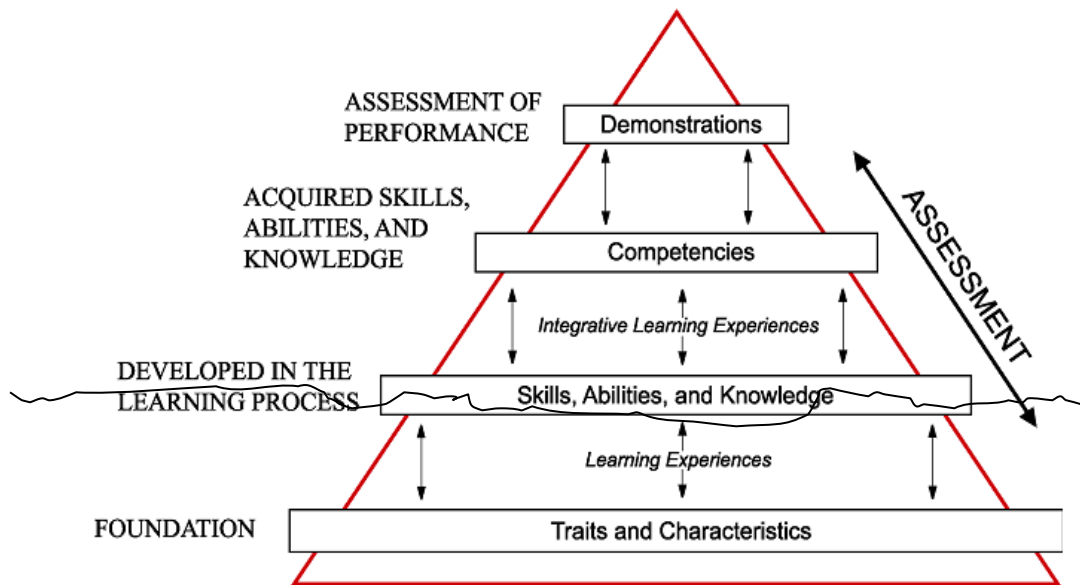 ASSESSMENT OF
PERFORMANCE
Demonstrations
ACQUIRED SKILLS,
ABILITIES, AND
KNOWLEDGE
Competencies
ASSESSMENT
Integrative Learning Experiences
DEVELOPED IN THE
LEARNING PROCESS
Skills, Abilities, and Knowledge
Learning Experiences
FOUNDATION
Traits and Characteristics